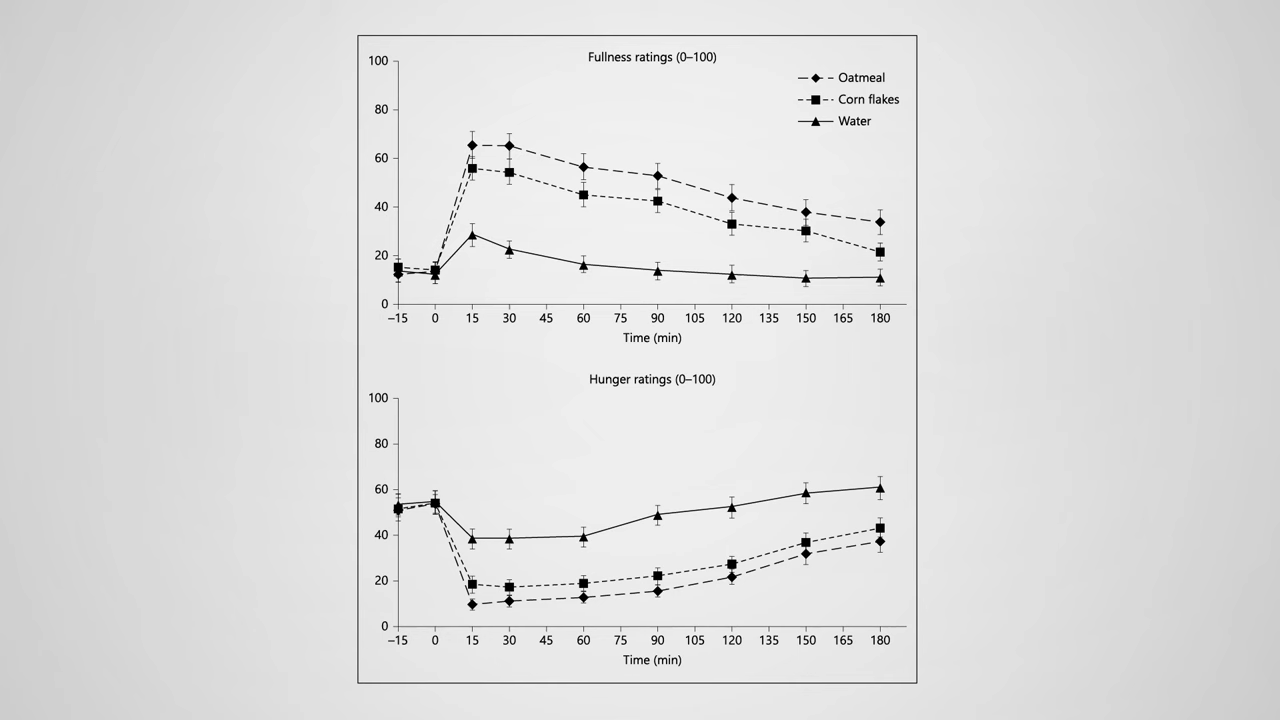 Fullness ratings (0–100)
100
80
60
40
20
0
Oatmeal
Corn flakes
Water
–15 0 15 30 45 60 75 90 105 120 135 150 165 180
Time (min)
Hunger ratings (0–100)
100
80
60
40
20
0
–15 0 15 30 45 60 75 90 105 120 135 150 165 180
Time (min)